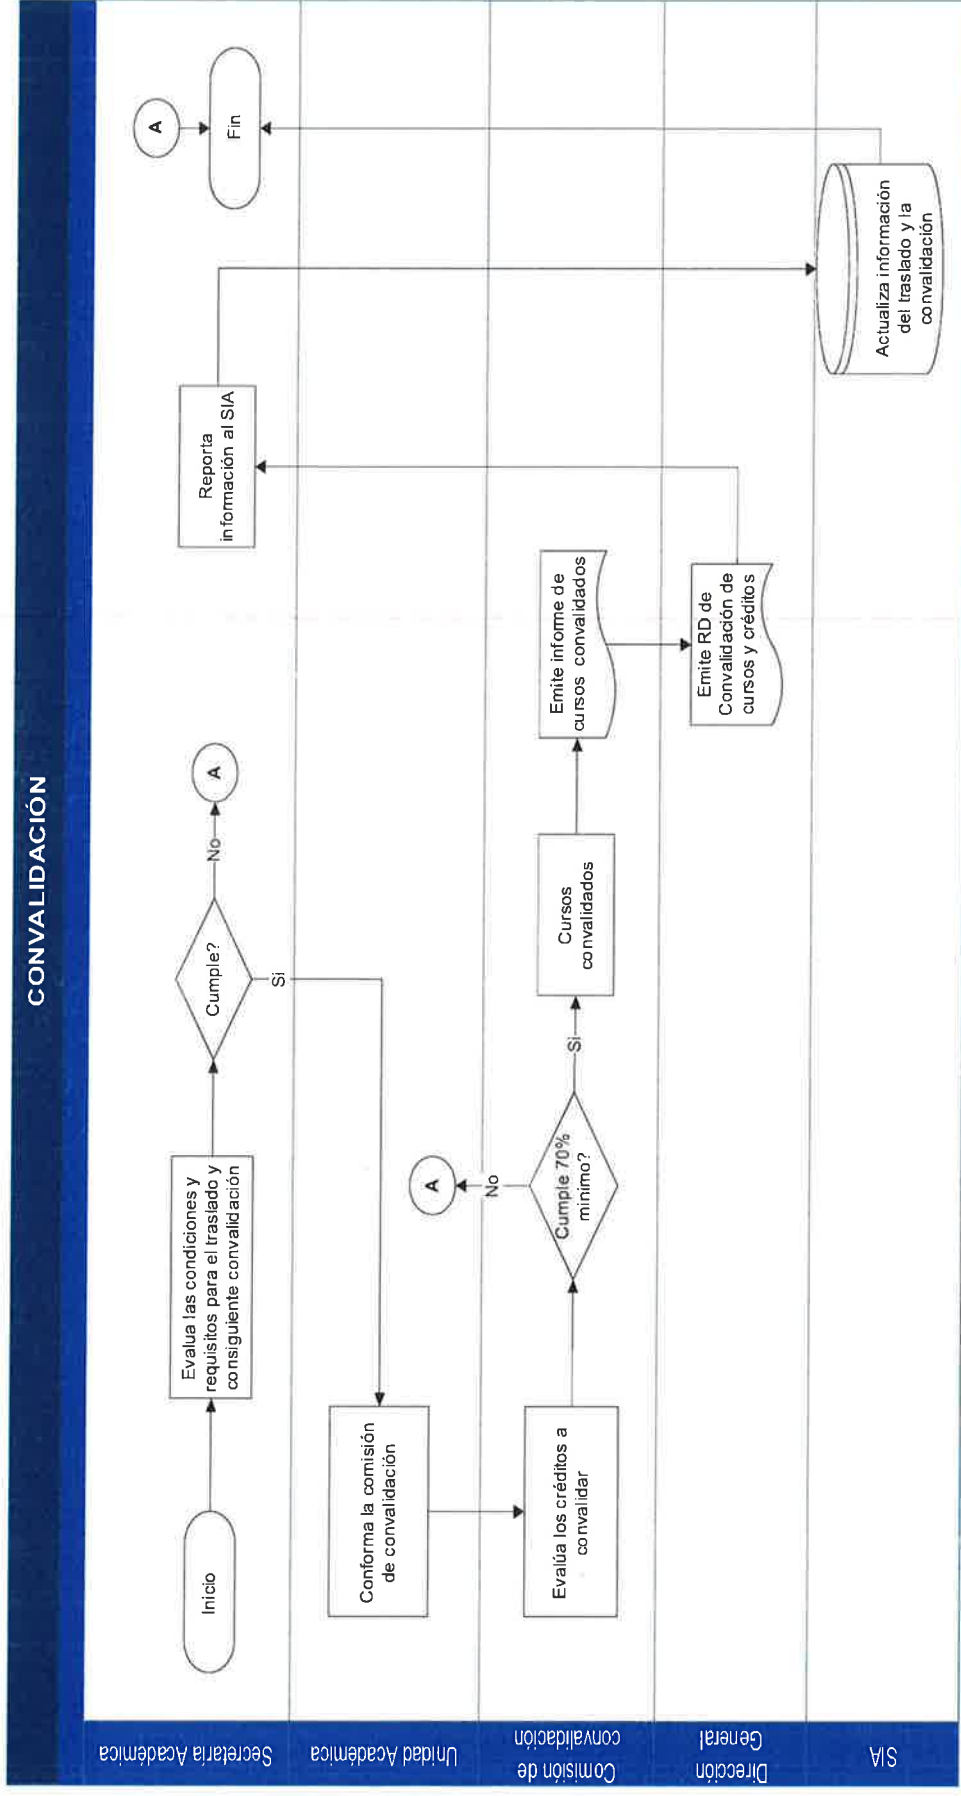 CONVALIDACIÓN
Secretaría Académica
Inicio
Evalua las condiciones y
requisitos para el traslado y
consiguiente convalidación
Cumple?
No
A
Si
Reporta
información al SIA
A
Fin
Unidad Académica
Conforma la comisión
de convalidación
Comisión de
convalidación
Evalúa los créditos a
convalidar
Cumple 70%
minimo?
No
A
Si
Cursos
convalidados
Emite informe de
cursos convalidados
Dirección
General
Emite RD de
Convalidación de
cursos y créditos
SIA
Actualiza información
del traslado y la
convalidación